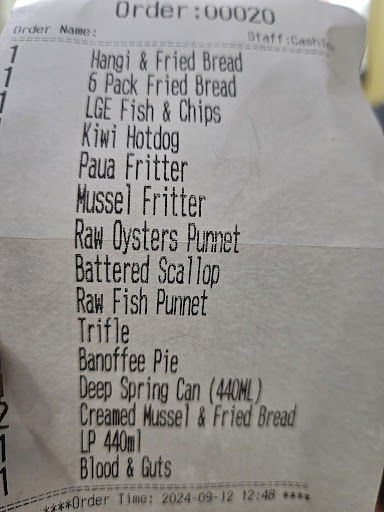 Order:00020
Order Name: Staff:Cashi
1 Hangi & Fried Bread
1 6 Pack Fried Bread
1 LGE Fish & Chips
Kiwi Hotdog
Paua Fritter
Mussel Fritter
Raw Oysters Punnet
Battered Scallop
Raw Fish Punnet
Trifle
Banoffee Pie
Deep Spring Can (440ML)
2 Creamed Mussel & Fried Bread
1 LP 440ml
1 Blood & Guts
****Order Time: 2024-09-12 12:48 ****